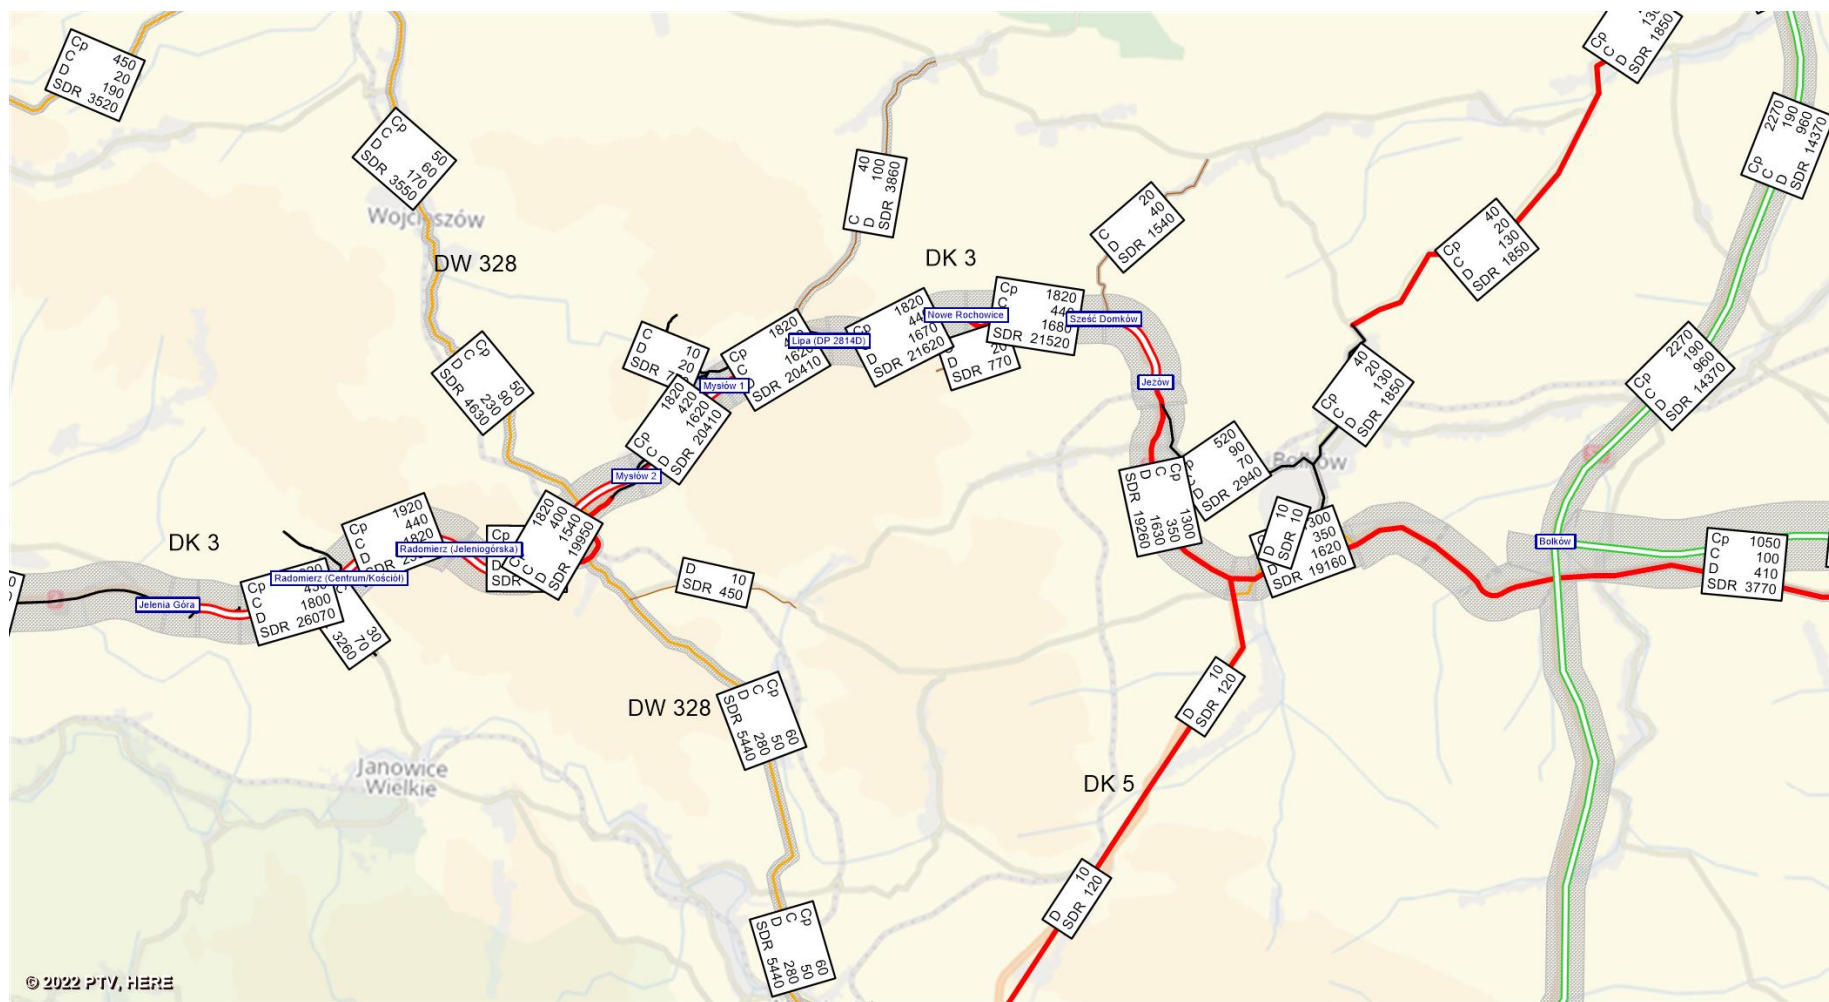 Cp 450
C 20
D 190
SDR 3520
Cp 50
C 60
D 170
SDR 3550
Wojcieszów
DW 328
Cp 50
C 90
D 230
SDR 4630
C 40
D 100
SDR 3860
DK 3
C 20
D 40
SDR 1540
Cp
C
D
SDR 1850
Cp 40
C 20
D 130
SDR 1850
Cp 2270
C 190
D 960
SDR 14370
C 10
D 20
Cp 1820
C
D 1620
SDR 20410
Lipa (DP 2814D)
Cp 1820
D 1670
SDR 21620
Nowe Rochowice
Cp 1820
C 440
D 1680
SDR 21520
Sześć Domków
D 20
SDR 770
Mysłów 1
Jeżów
Cp 40
C 20
D 130
SDR 1850
Cp 2270
C 190
D 960
SDR 14370
Cp 1820
C 420
D 1620
SDR 20410
Mysłów 2
520
C 90
D 70
SDR 2940
Bolków
Cp 1300
C 350
D 1630
SDR 19260
DK 3
Cp 1920
C 440
D 1820
Radomierz (Jeleniogórska)
Cp
D
SDR
1820
C 400
D 1540
SDR 19950
D 10
SDR 10
350
1620
SDR 19160
Bolków
Cp 1050
C 100
D 410
SDR 3770
Radomierz (Centrum/Kościół)
Jelenia Góra
Cp
C
D 1800
SDR 26070
30
70
3260
D 10
SDR 450
DW 328
Cp 60
C 50
D 280
SDR 5440
D 10
SDR 120
DK 5
Janowice
Wielkie
D 10
SDR 120
Cp 60
C 50
D 280
SDR 5440
© 2022 PTV, HERE